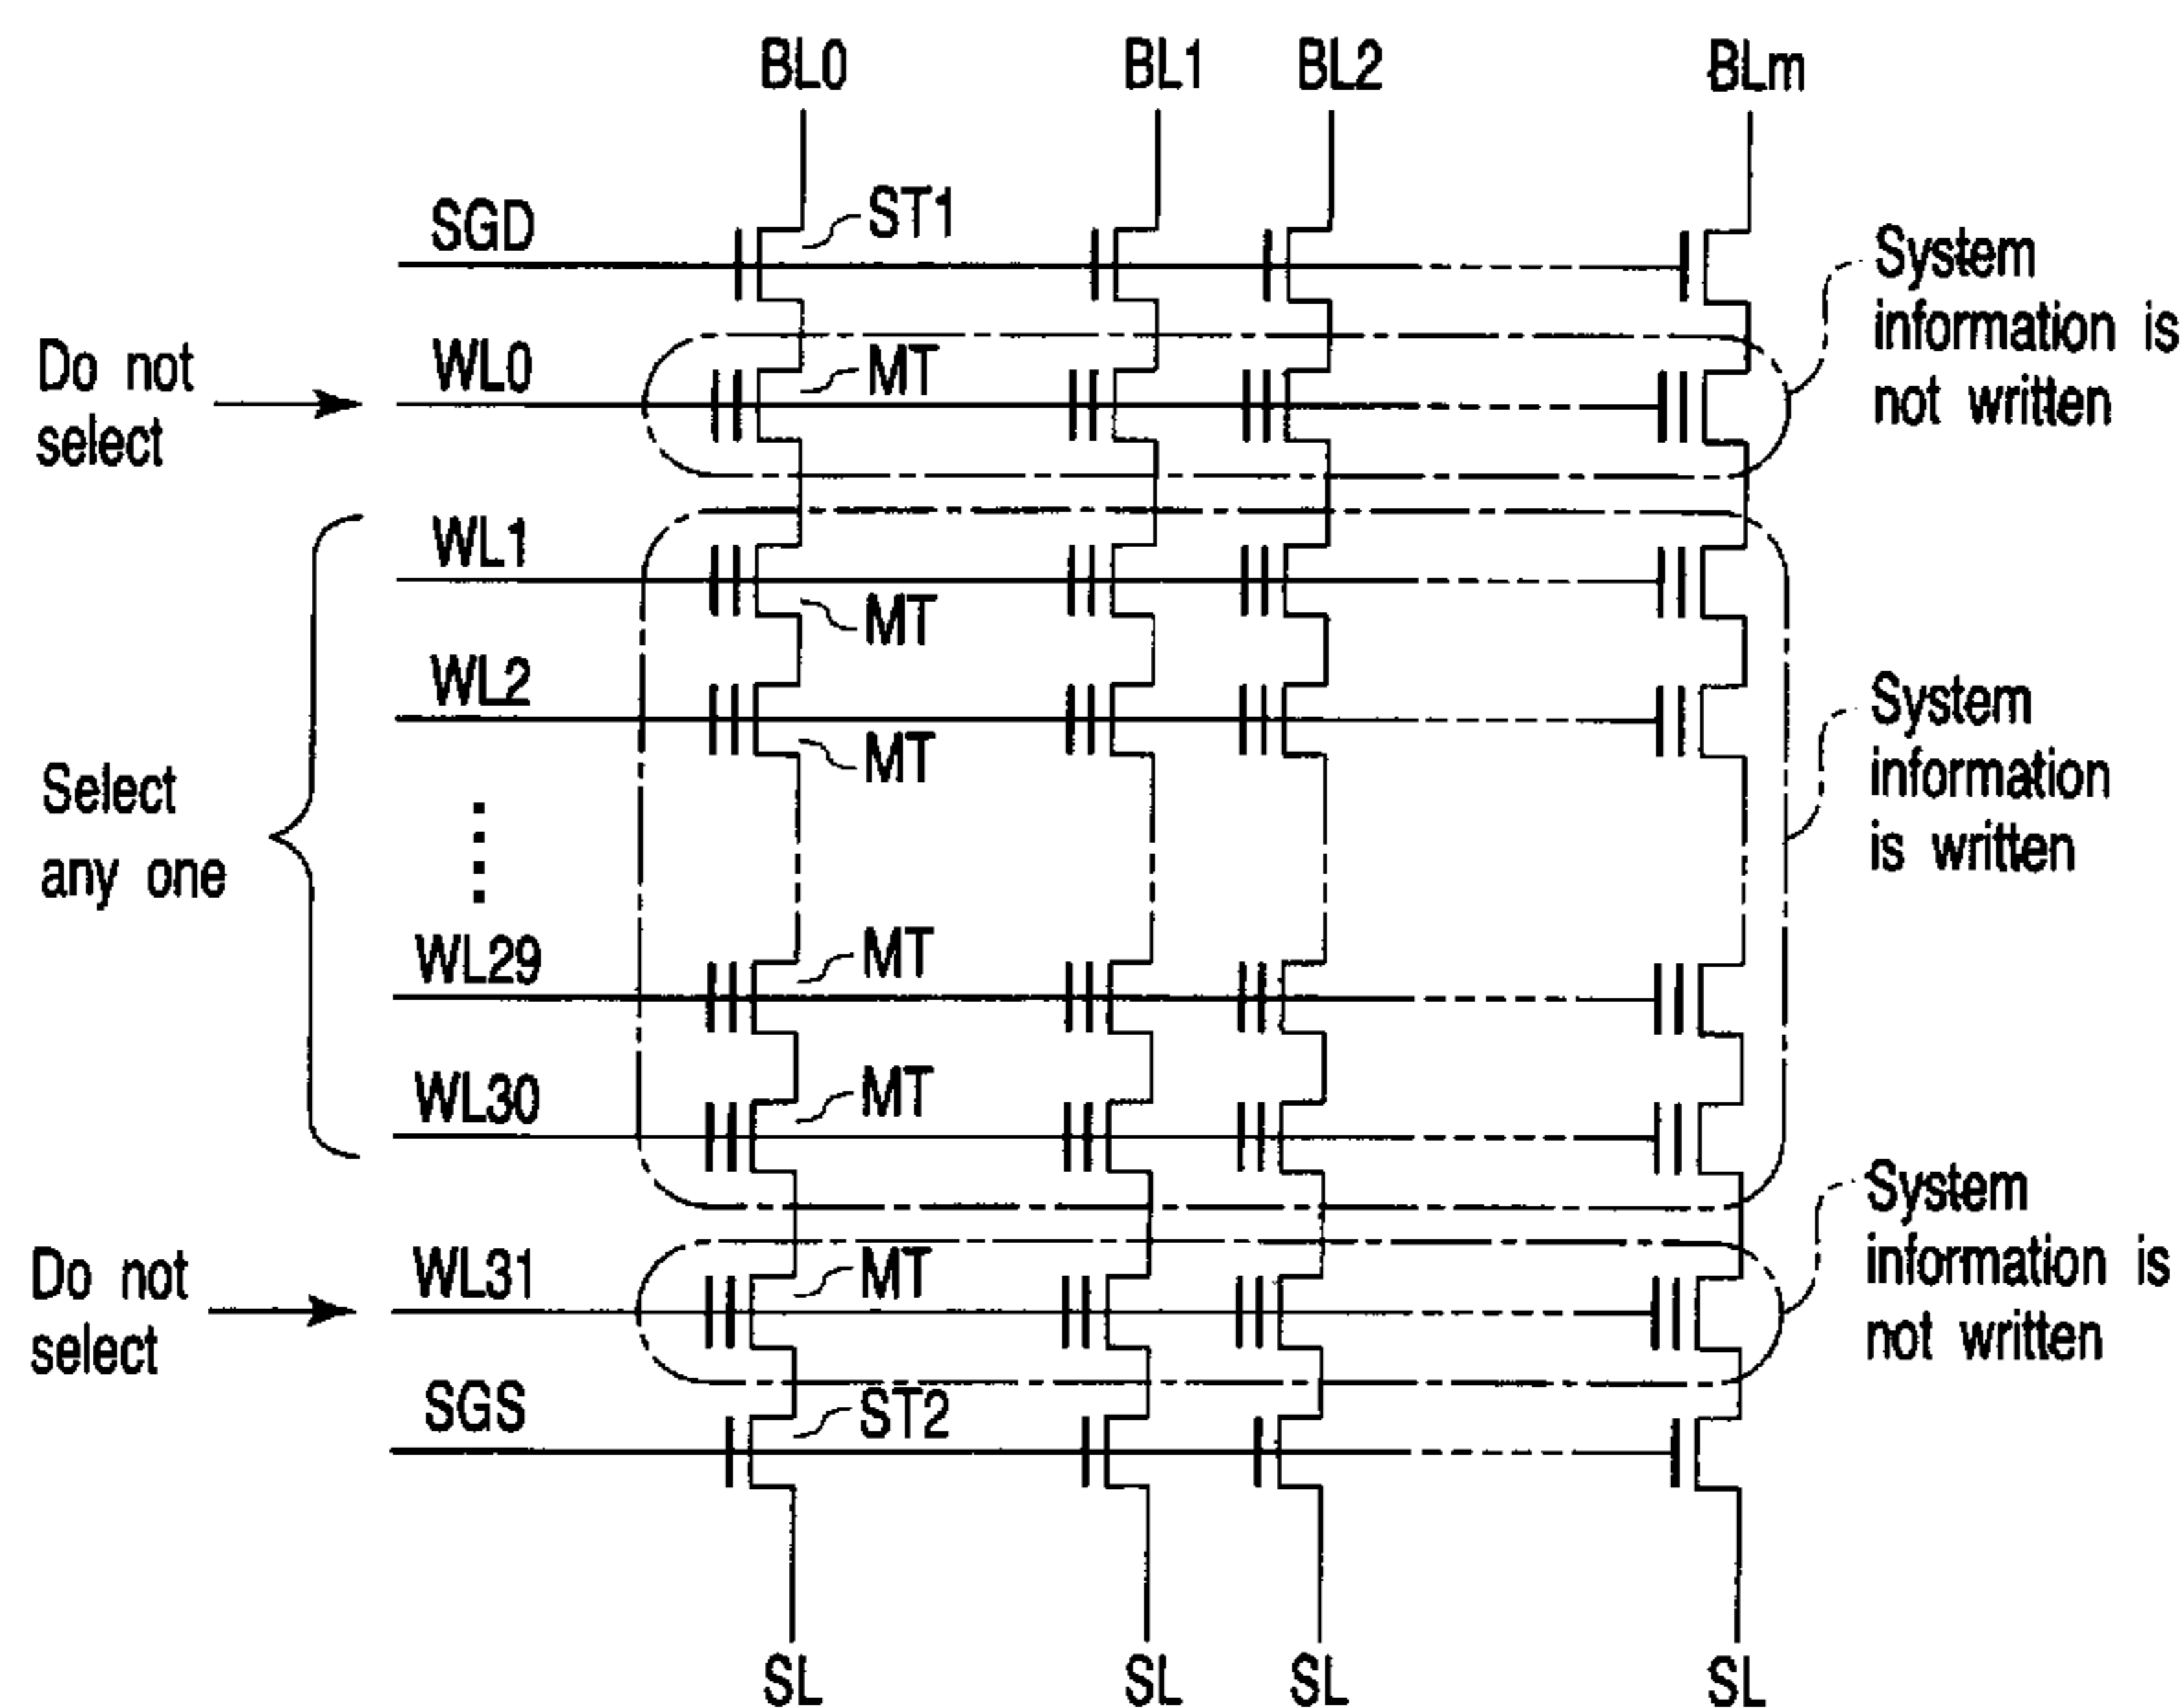 BL0 BL1 BL2 BLm
SGD ST1
System
information is
not written
Do not
select
WL0 MT
WL1
MT
WL2
MT
Select
any one
System
information
is written
WL29 MT
WL30 MT
System
information is
not written
Do not
select
WL31 MT
SGS ST2
SL SL SL SL